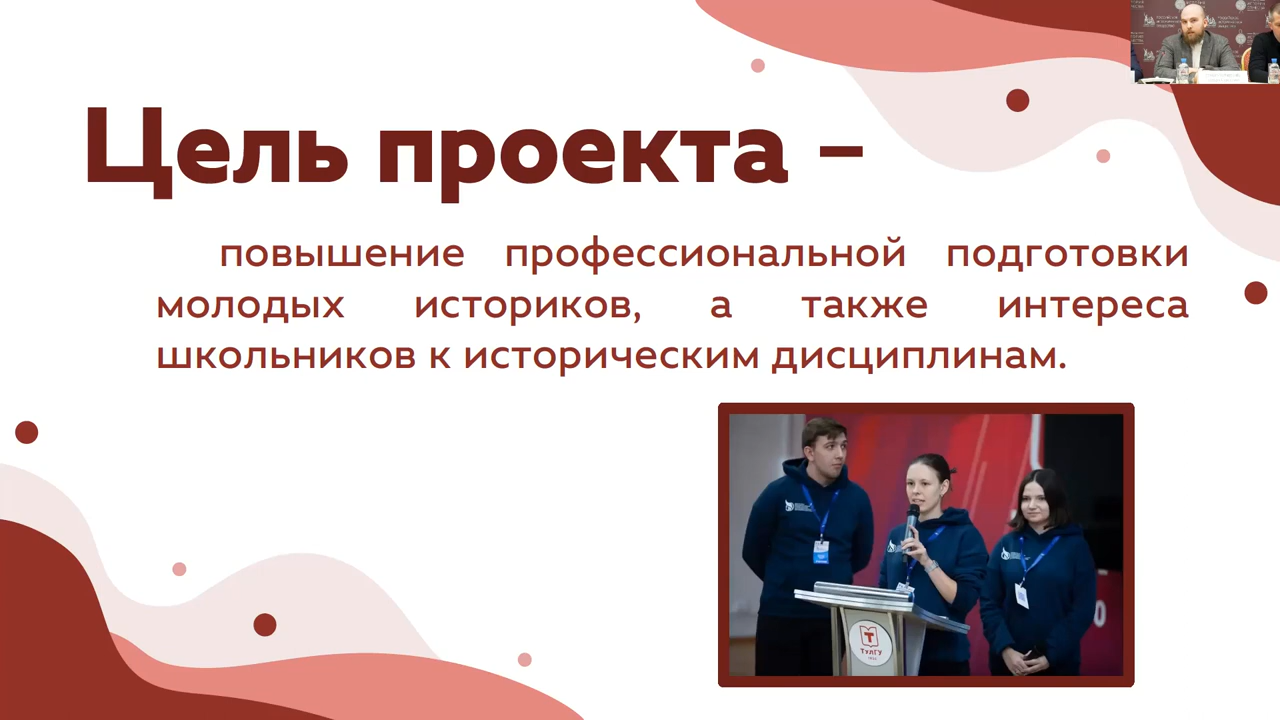 Цель проекта –
повышение профессиональной подготовки
молодых историков, а также интереса
школьников к историческим дисциплинам.
Т
ТУЛГУ